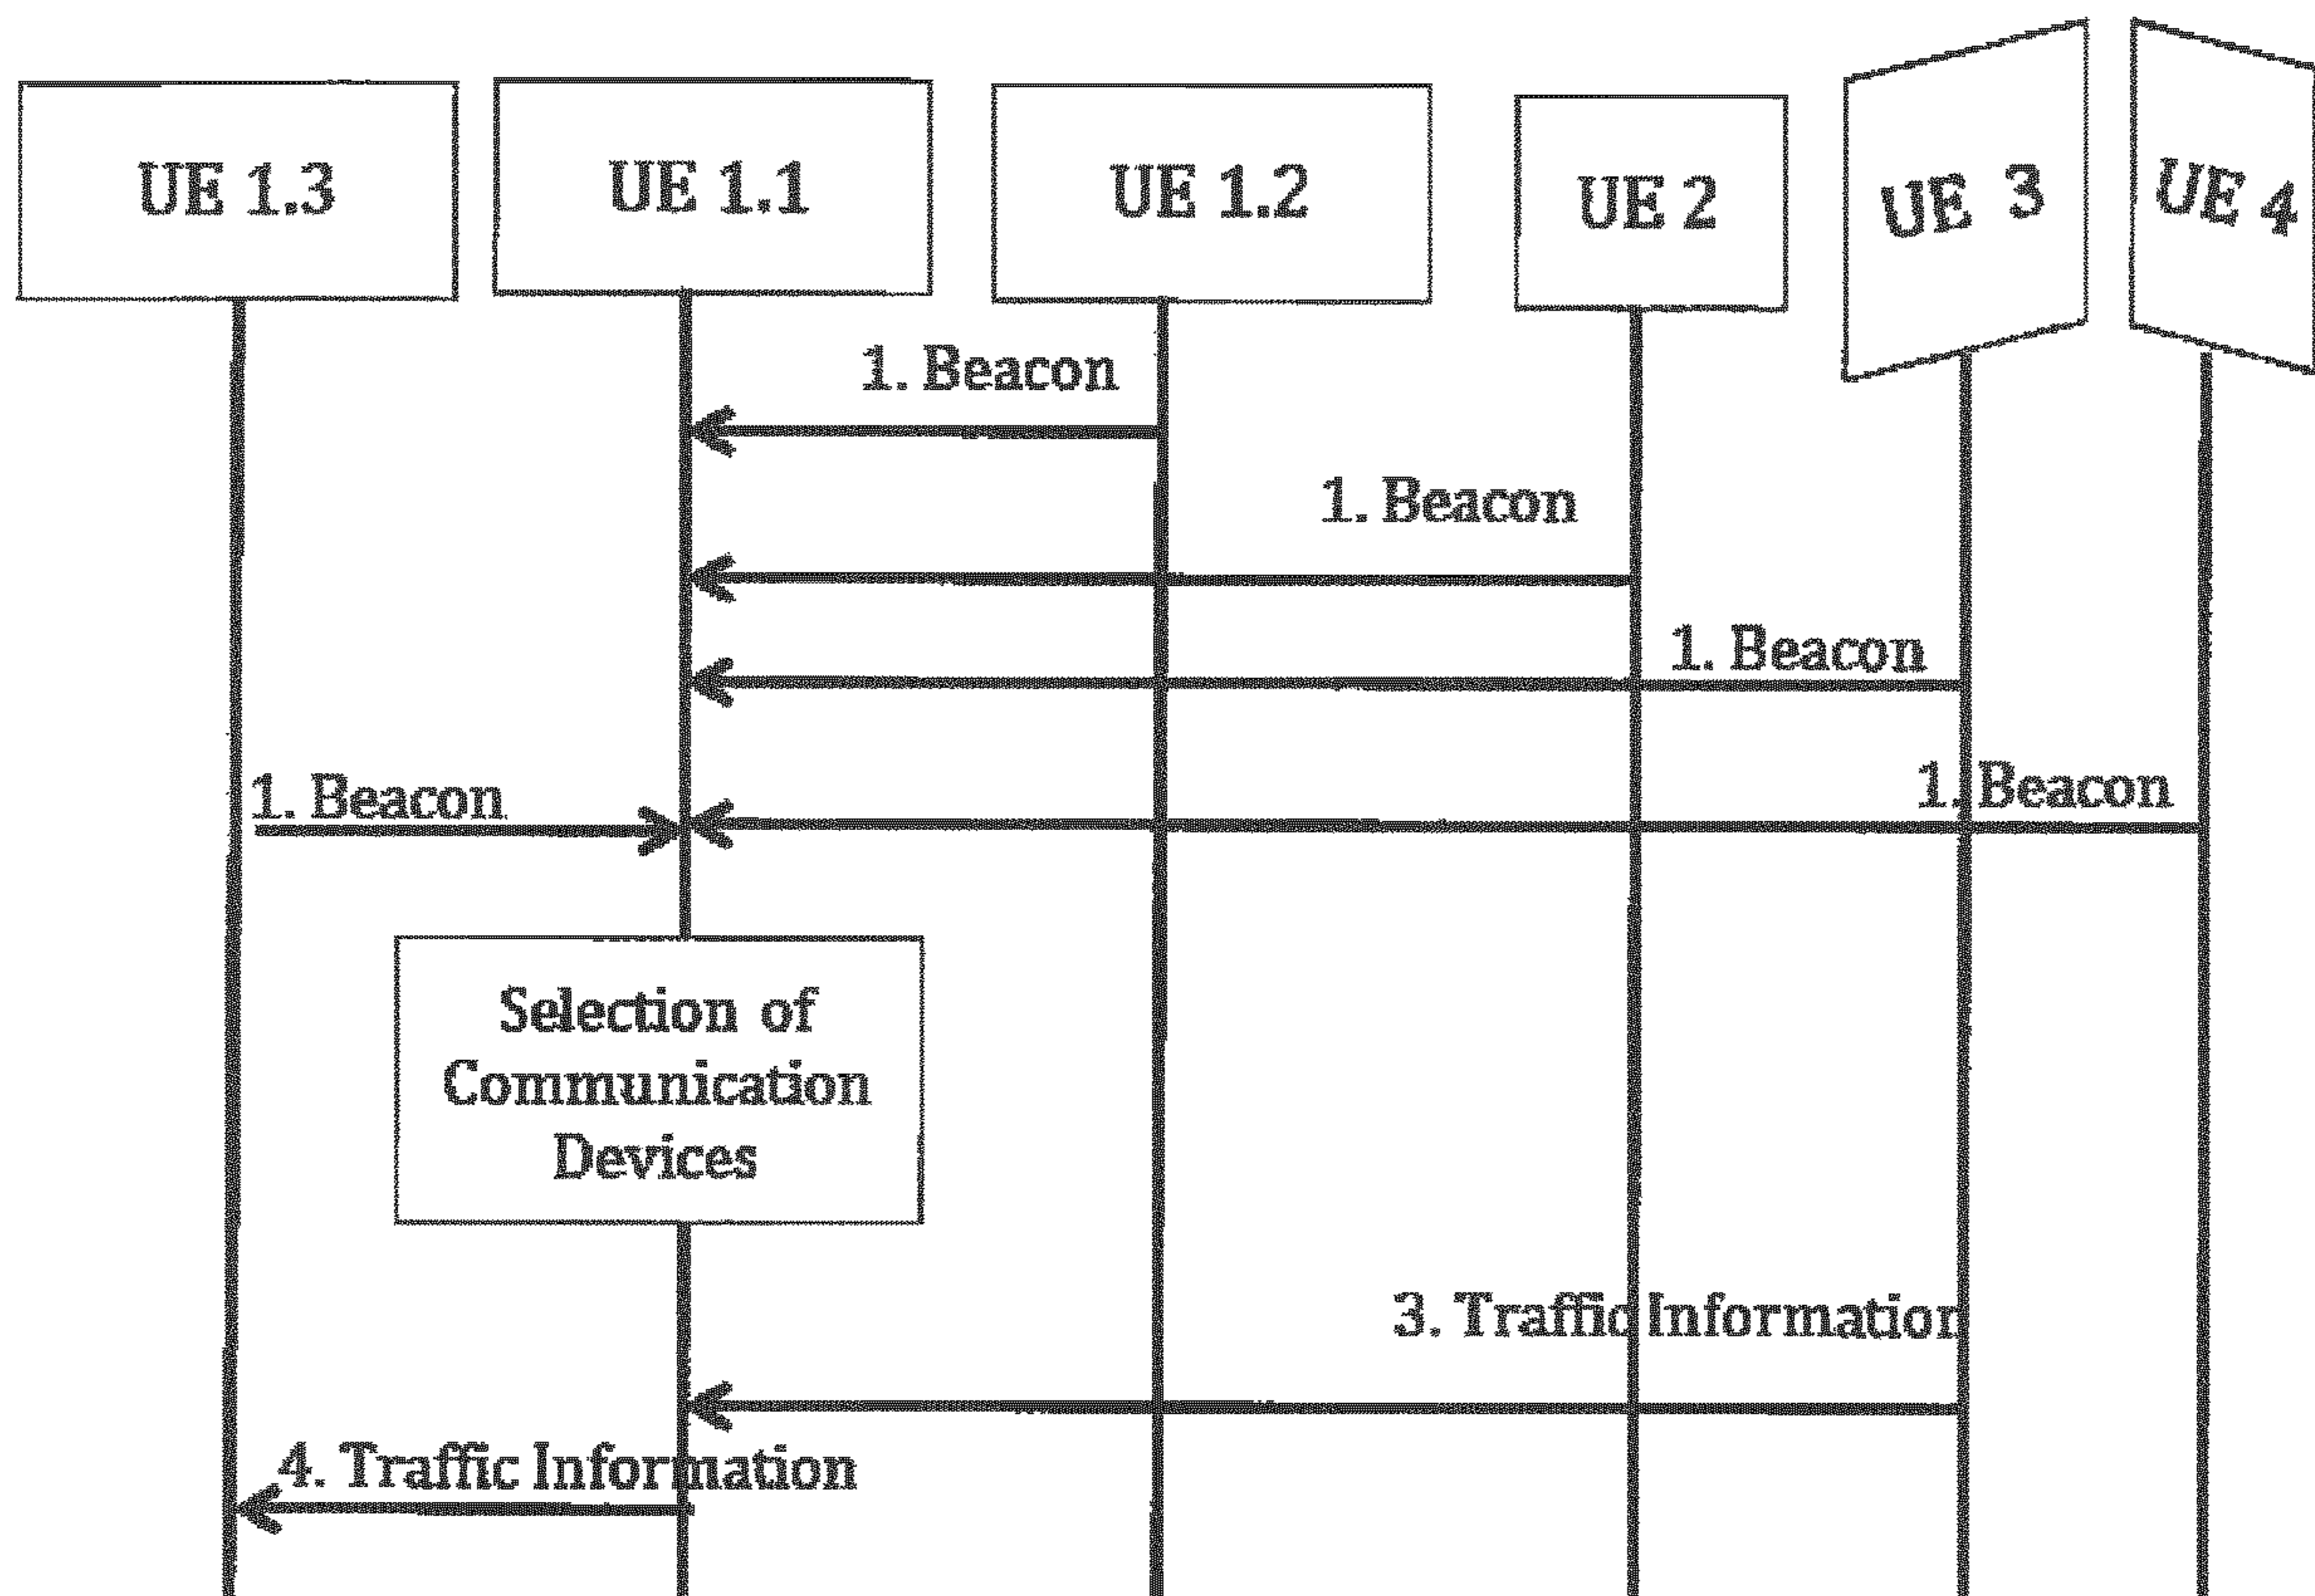 UE 1.3
UE 1.1
UE 1.2
UE 2
UE 3
UE 4
1. Beacon
1. Beacon
1. Beacon
1. Beacon
1. Beacon
Selection of
Communication
Devices
3. Traffic Information
4. Traffic Information